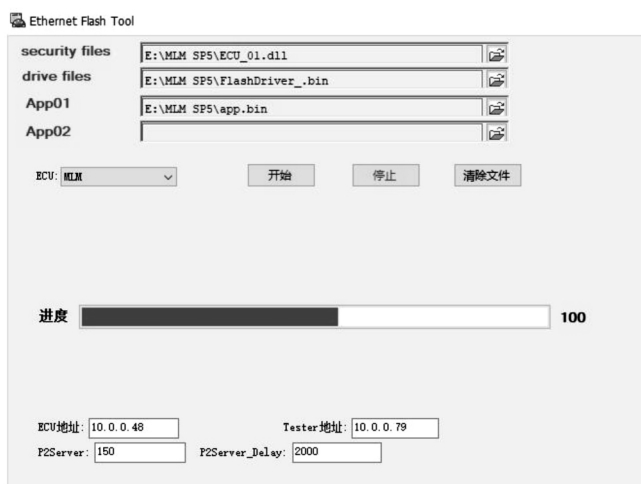 Ethernet Flash Tool
security files E:\MLM SP5\ECU_01.dll
drive files E:\MLM SP5\FlashDriver_.bin
App01 E:\MLM SP5\app.bin
App02
ECU: MLM 开始 停止 清除文件
进度 100
ECU地址: 10.0.0.48 Tester地址: 10.0.0.79
P2Server: 150 P2Server_Delay: 2000